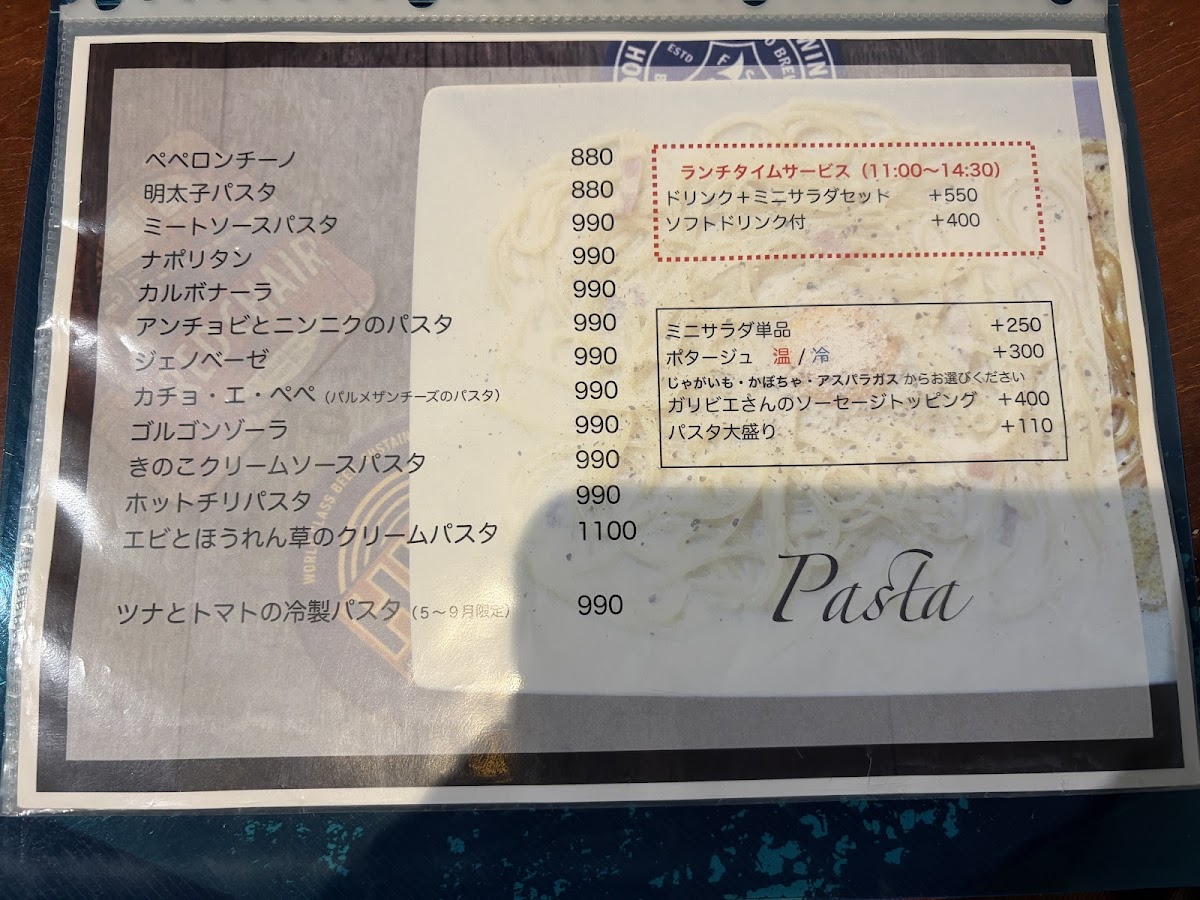 ペペロンチーノ 880
明太子パスタ 880
ミートソースパスタ 990
ナポリタン 990
カルボナーラ 990
アンチョビとニンニクのパスタ 990
ジェノベーゼ 990
カチョ・エ・ペペ（パルメザンチーズのパスタ） 990
ゴルゴンゾーラ 990
きのこクリームソースパスタ 990
ホットチリパスタ 990
エビとほうれん草のクリームパスタ 1100
ツナとトマトの冷製パスタ（5～9月限定） 990
ランチタイムサービス（11:00～14:30）
ドリンク＋ミニサラダセット ＋550
ソフトドリンク付 ＋400
ミニサラダ単品 ＋250
ポタージュ 温 / 冷 ＋300
じゃがいも・かぼちゃ・アスパラガス からお選びください
ガリビエさんのソーセージトッピング ＋400
パスタ大盛り ＋110
Pasta
ESTD
WORLD CLASS BEER